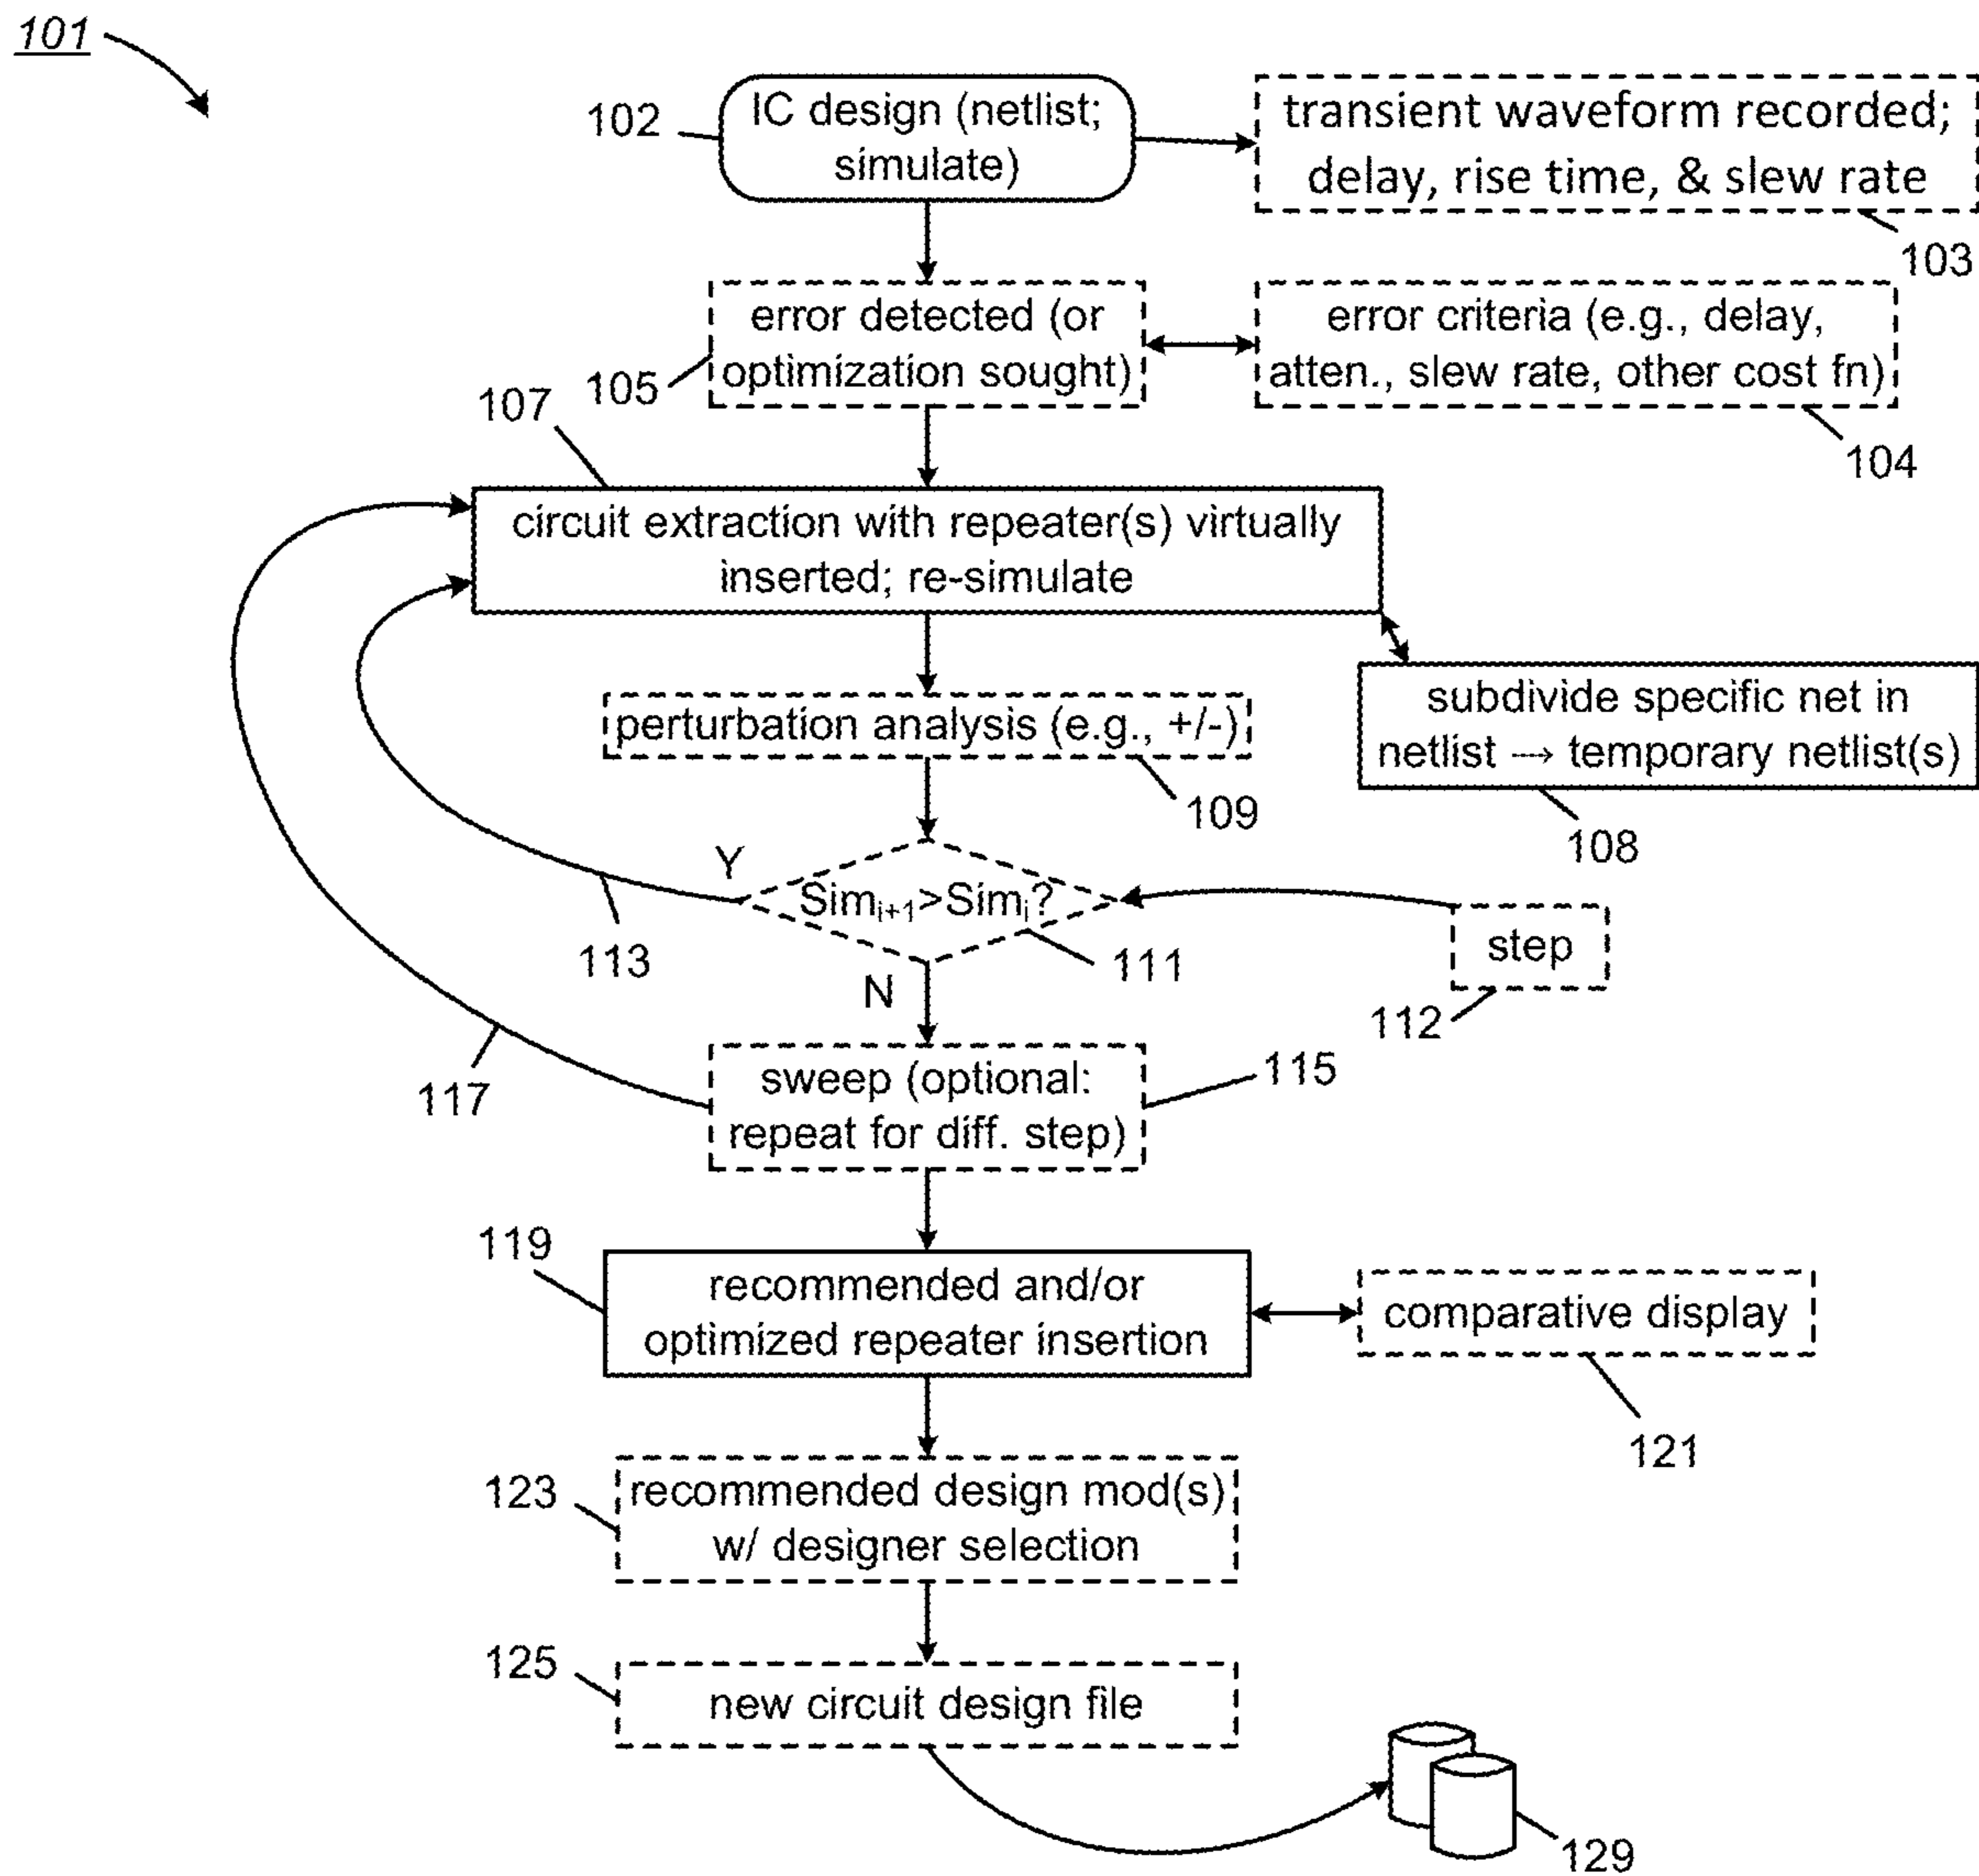 101
102
IC design (netlist;
simulate)
transient waveform recorded;
delay, rise time, & slew rate
103
error detected (or
optimization sought)
105
error criteria (e.g., delay,
atten., slew rate, other cost fn)
104
107
circuit extraction with repeater(s) virtually
inserted; re-simulate
subdivide specific net in
netlist → temporary netlist(s)
108
perturbation analysis (e.g., +/-)
109
Y
Simi+1>Simi?
113
111
step
112
N
117
sweep (optional:
repeat for diff. step)
115
119
recommended and/or
optimized repeater insertion
comparative display
121
123
recommended design mod(s)
w/ designer selection
125
new circuit design file
129